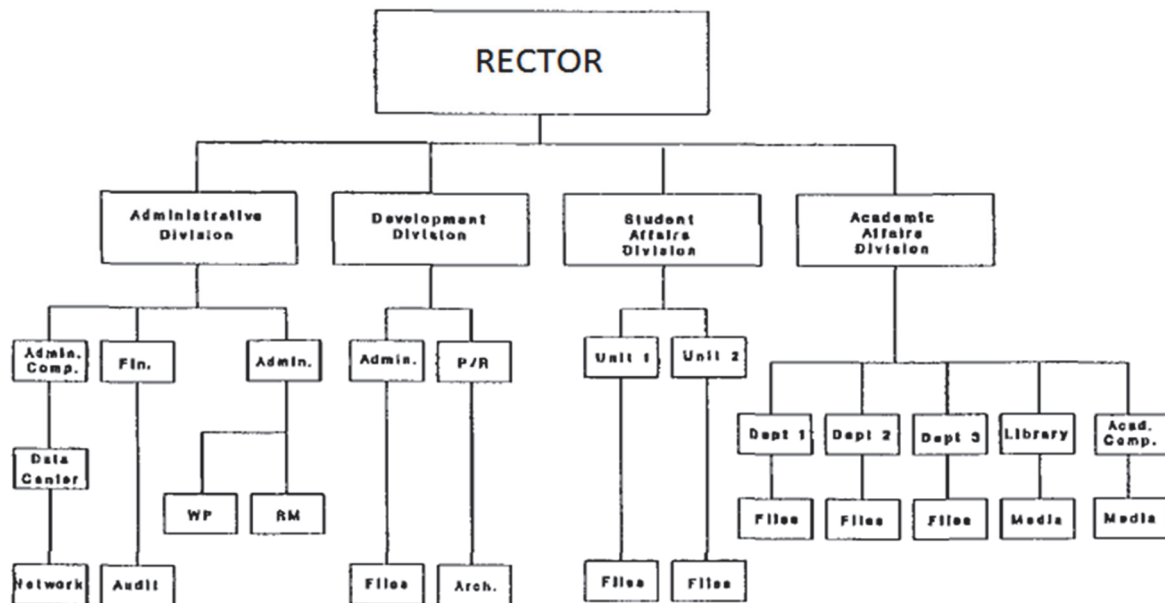 RECTOR
Administrative
Division
Development
Division
Student
Affairs
Division
Academic
Affairs
Division
Admin.
Comp.
Fin.
Admin.
Admin.
P/R
Unit 1
Unit 2
Dept 1
Dept 2
Dept 3
Library
Acad.
Comp.
Data
Center
WP
RM
Files
Files
Files
Media
Media
Network
Audit
Files
Arch.
Files
Files